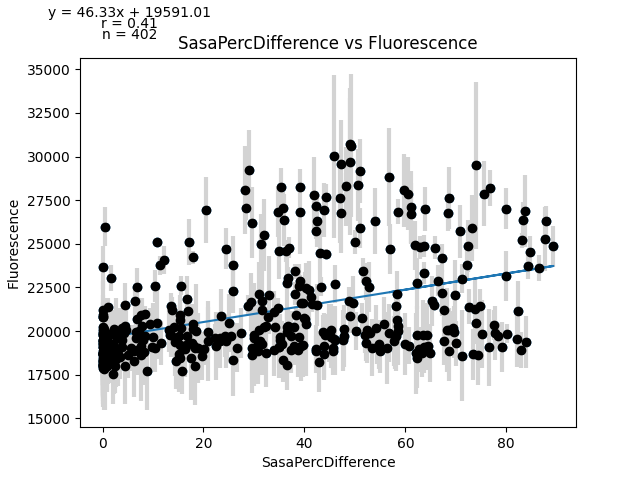 y = 46.33x + 19591.01
r = 0.41
n = 402
SasaPercDifference vs Fluorescence
35000
32500
30000
27500
25000
22500
20000
17500
15000
Fluorescence
0 20 40 60 80
SasaPercDifference